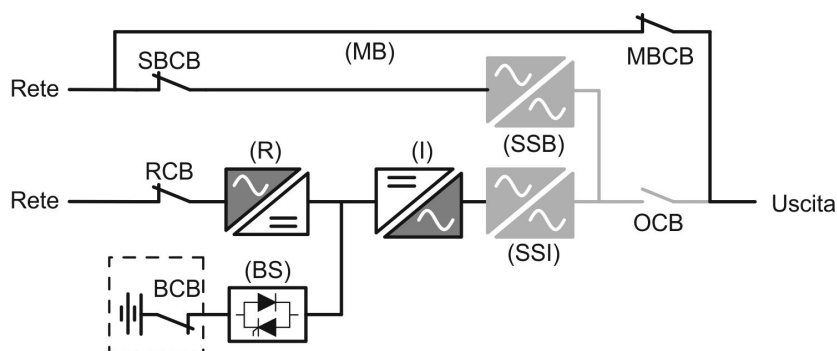 (MB)
MBCB
SBCB
Rete
(SSB)
(R)
(I)
RCB
Rete
Uscita
OCB
(SSI)
(BS)
BCB